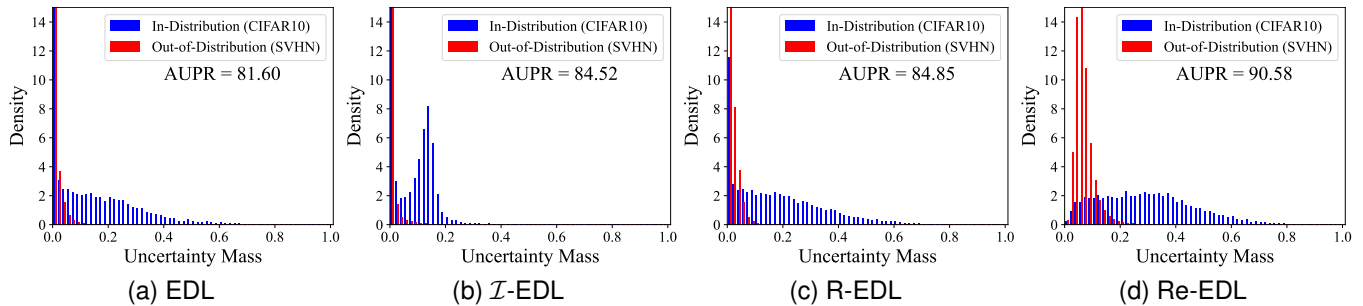 In-Distribution (CIFAR10)
Out-of-Distribution (SVHN)
AUPR = 81.60
Density
14
12
10
8
6
4
2
0
0.0 0.2 0.4 0.6 0.8 1.0
Uncertainty Mass
(a) EDL
In-Distribution (CIFAR10)
Out-of-Distribution (SVHN)
AUPR = 84.52
Density
14
12
10
8
6
4
2
0
0.0 0.2 0.4 0.6 0.8 1.0
Uncertainty Mass
(b) ℐ-EDL
In-Distribution (CIFAR10)
Out-of-Distribution (SVHN)
AUPR = 84.85
Density
14
12
10
8
6
4
2
0
0.0 0.2 0.4 0.6 0.8 1.0
Uncertainty Mass
(c) R-EDL
In-Distribution (CIFAR10)
Out-of-Distribution (SVHN)
AUPR = 90.58
Density
14
12
10
8
6
4
2
0
0.0 0.2 0.4 0.6 0.8 1.0
Uncertainty Mass
(d) Re-EDL